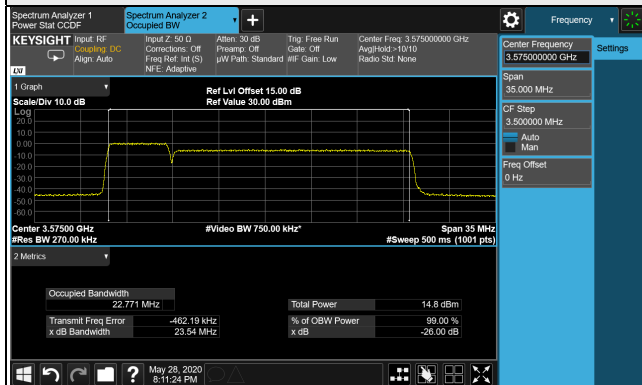 Spectrum Analyzer 1
Power Stat CCDF
Spectrum Analyzer 2
Occupied BW
Frequency
KEYSIGHT
Input: RF
Coupling: DC
Align: Auto
Input Z: 50 Ω
Corrections: Off
Freq Ref: Int (S)
NFE: Adaptive
Atten: 30 dB
Preamp: Off
µW Path: Standard
Trig: Free Run
Gate: Off
#IF Gain: Low
Center Freq: 3.575000000 GHz
Avg|Hold:>10/10
Radio Std: None
LXI
Center Frequency
3.575000000 GHz
Settings
Span
35.000 MHz
CF Step
3.500000 MHz
Auto
Man
Freq Offset
0 Hz
1 Graph
Scale/Div 10.0 dB
Ref Lvl Offset 15.00 dB
Ref Value 30.00 dBm
Log
20.0
10.0
0.00
-10.0
-20.0
-30.0
-40.0
-50.0
-60.0
Center 3.57500 GHz
#Res BW 270.00 kHz
#Video BW 750.00 kHz*
Span 35 MHz
#Sweep 500 ms (1001 pts)
2 Metrics
Occupied Bandwidth
22.771 MHz
Total Power 14.8 dBm
Transmit Freq Error -462.19 kHz
% of OBW Power 99.00 %
x dB Bandwidth 23.54 MHz
x dB -26.00 dB
?
May 28, 2020
8:11:24 PM